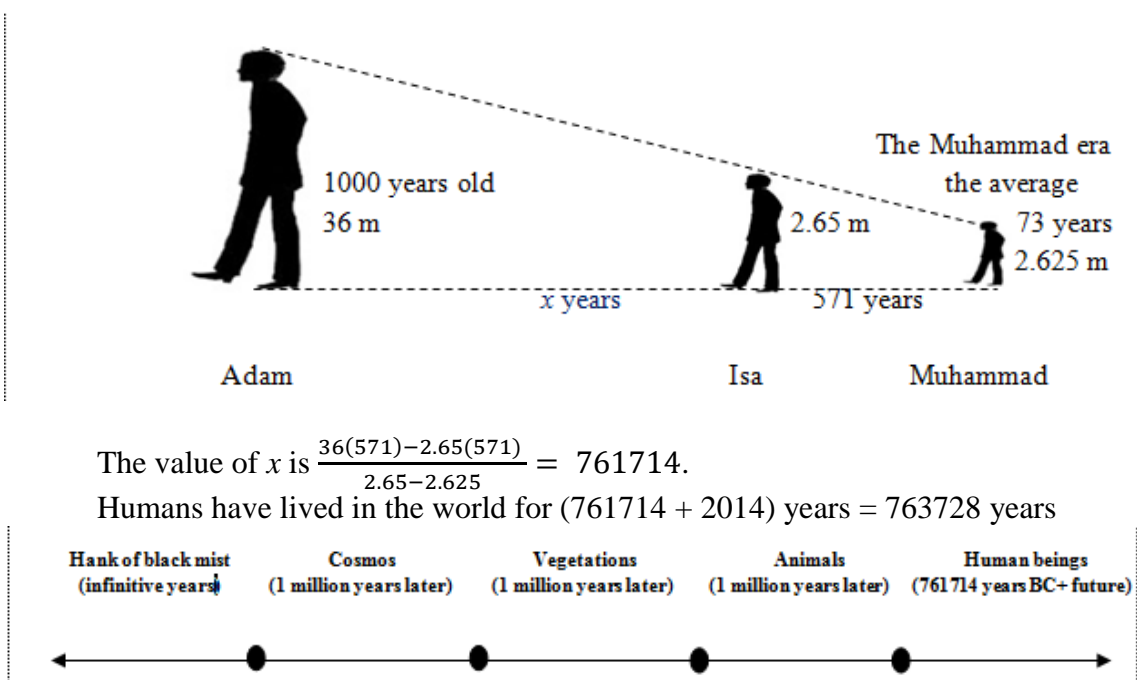 The Muhammad era
1000 years old
the average
36 m
2.65 m
73 years
2.625 m
x years
571 years
Adam
Isa
Muhammad
The value of x is (36(571)−2.65(571))/(2.65−2.625) = 761714.
Humans have lived in the world for (761714 + 2014) years = 763728 years
Hank of black mist
(infinitive years)
Cosmos
(1 million years later)
Vegetations
(1 million years later)
Animals
(1 million years later)
Human beings
(761714 years BC+ future)